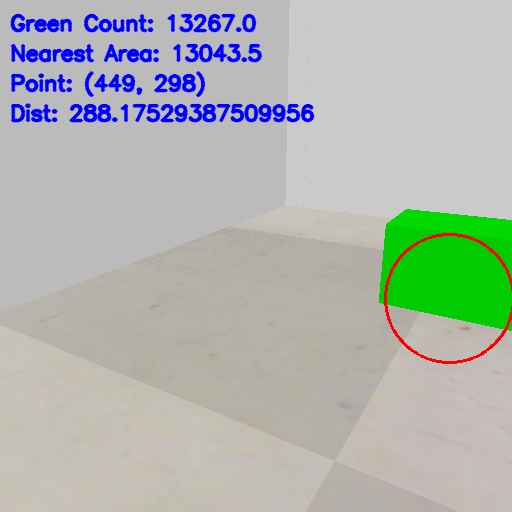 Green Count: 13267.0
Nearest Area: 13043.5
Point: (449, 298)
Dist: 288.17529387509956